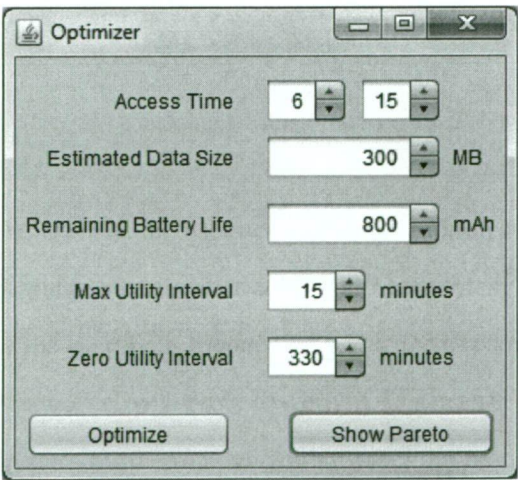 Optimizer
Access Time 6 15
Estimated Data Size 300 MB
Remaining Battery Life 800 mAh
Max Utility Interval 15 minutes
Zero Utility Interval 330 minutes
Optimize Show Pareto